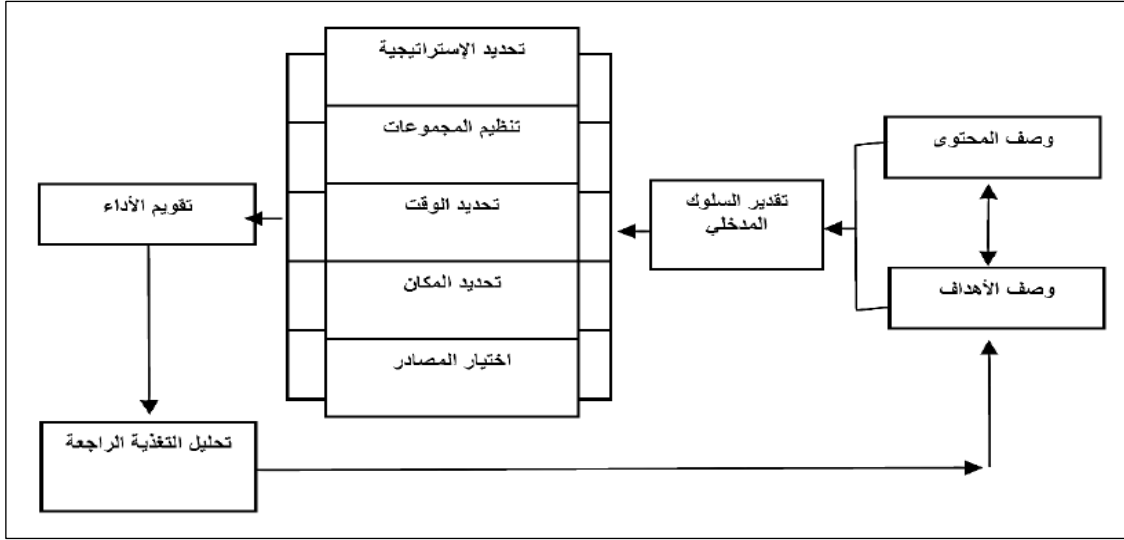 وصف المحتوى
وصف الأهداف
تقدير السلوك
المدخلي
تحديد الإستراتيجية
تنظيم المجموعات
تحديد الوقت
تحديد المكان
اختيار المصادر
تقويم الأداء
تحليل التغذية الراجعة